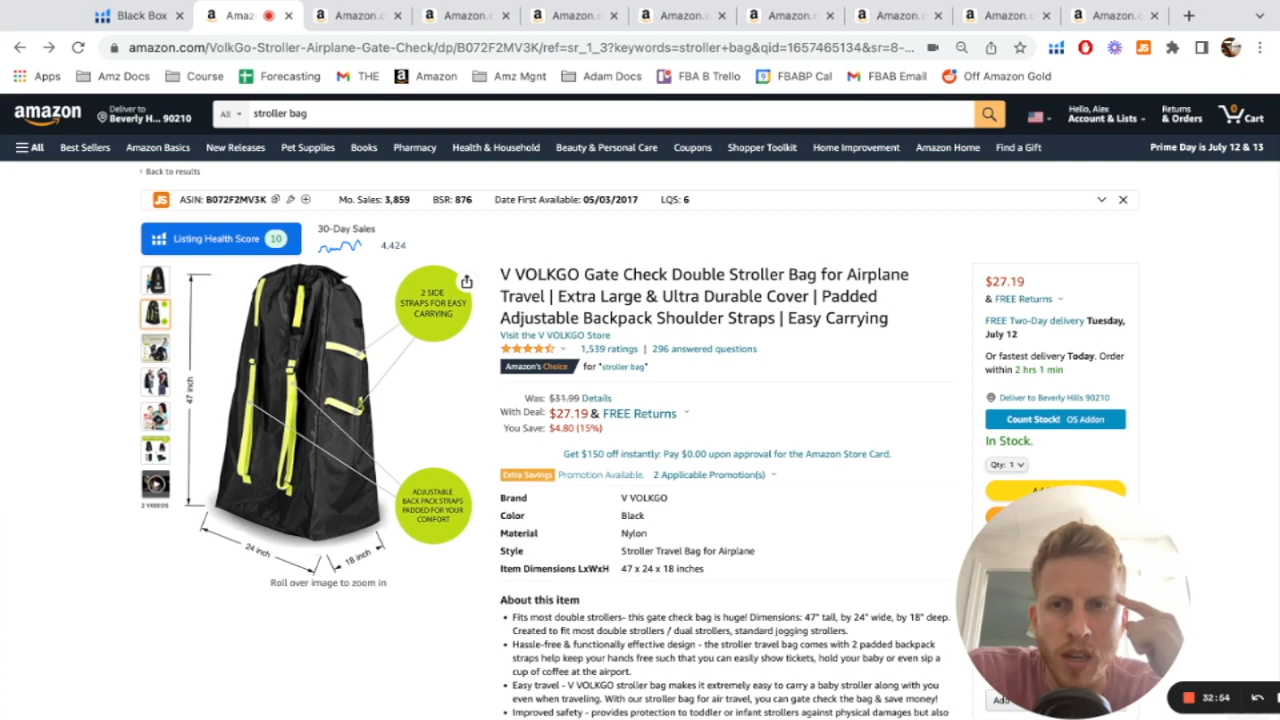 Black Box
Amaz
Amazon.c
Amazon.c
Amazon.c
Amazon.c
Amazon.c
Amazon.c
Amazon.c
Amazon.c
amazon.com/VolkGo-Stroller-Airplane-Gate-Check/dp/B072F2MV3K/ref=sr_1_3?keywords=stroller+bag&qid=1657465134&sr=8-...
Apps
Amz Docs
Course
Forecasting
THE
Amazon
Amz Mgnt
Adam Docs
FBA B Trello
FBABP Cal
FBAB Email
Off Amazon Gold
amazon
Deliver to
Beverly H... 90210
All
stroller bag
Hello, Alex
Account & Lists
Returns
& Orders
0
Cart
All
Best Sellers
Amazon Basics
New Releases
Pet Supplies
Books
Pharmacy
Health & Household
Beauty & Personal Care
Coupons
Shopper Toolkit
Home Improvement
Amazon Home
Find a Gift
Prime Day is July 12 & 13
‹ Back to results
JS
ASIN: B072F2MV3K
Mo. Sales: 3,859
BSR: 876
Date First Available: 05/03/2017
LQS: 6
Listing Health Score 10
30-Day Sales
4,424
2 SIDE
STRAPS FOR EASY
CARRYING
47 inch
ADJUSTABLE
BACK PACK STRAPS
PADDED FOR YOUR
COMFORT
24 inch
18 inch
2 VIDEOS
Roll over image to zoom in
V VOLKGO Gate Check Double Stroller Bag for Airplane
Travel | Extra Large & Ultra Durable Cover | Padded
Adjustable Backpack Shoulder Straps | Easy Carrying
Visit the V VOLKGO Store
1,539 ratings | 296 answered questions
Amazon's Choice for "stroller bag"
Was: $31.99 Details
With Deal: $27.19 & FREE Returns
You Save: $4.80 (15%)
Get $150 off instantly: Pay $0.00 upon approval for the Amazon Store Card.
Extra Savings Promotion Available. 2 Applicable Promotion(s)
Brand V VOLKGO
Color Black
Material Nylon
Style Stroller Travel Bag for Airplane
Item Dimensions LxWxH 47 x 24 x 18 inches
About this item
• Fits most double strollers- this gate check bag is huge! Dimensions: 47" tall, by 24" wide, by 18" deep.
Created to fit most double strollers / dual strollers, standard jogging strollers.
• Hassle-free & functionally effective design - the stroller travel bag comes with 2 padded backpack
straps help keep your hands free such that you can easily show tickets, hold your baby or even sip a
cup of coffee at the airport.
• Easy travel - V VOLKGO stroller bag makes it extremely easy to carry a baby stroller along with you
even when traveling. With our stroller bag for air travel, you can gate check the bag & save money!
• Improved safety - provides protection to toddler or infant strollers against physical damages but also
$27.19
& FREE Returns
FREE Two-Day delivery Tuesday,
July 12
Or fastest delivery Today. Order
within 2 hrs 1 min
Deliver to Beverly Hills 90210
Count Stock! OS Addon
In Stock.
Qty: 1
Add
32:54